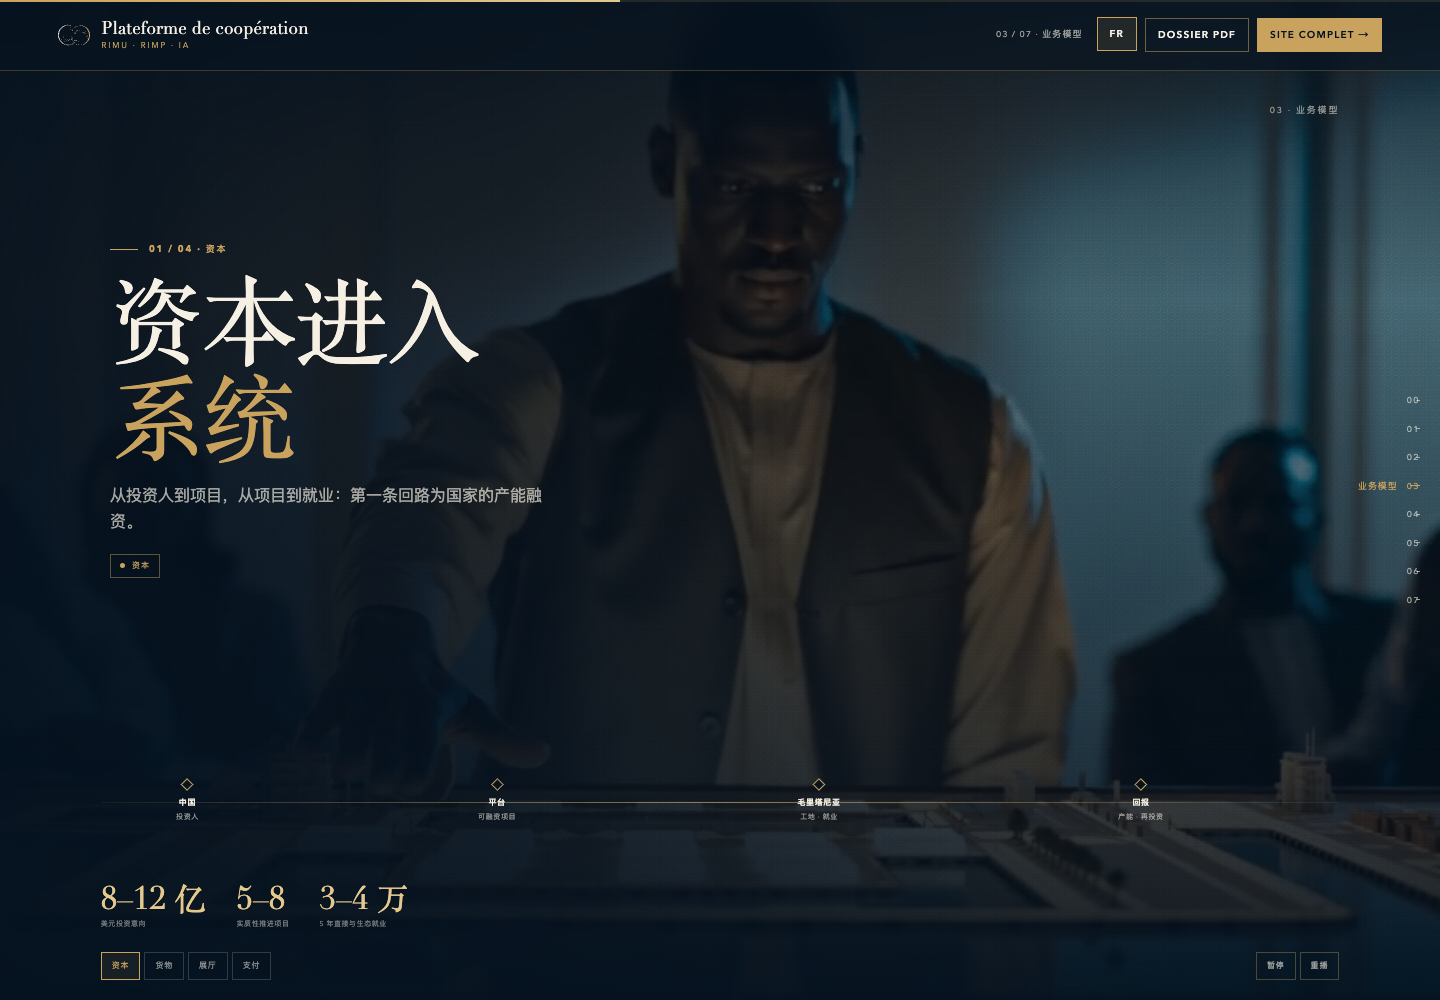 Plateforme de coopération
RIMU · RIMP · IA
03 / 07 · 业务模型
FR
DOSSIER PDF
SITE COMPLET →
03 · 业务模型
01 / 04 · 资本
资本进入
系统
从投资人到项目，从项目到就业：第一条回路为国家的产能融
资。
资本
00
01
02
业务模型 03
04
05
06
07
中国
投资人
平台
可融资项目
毛里塔尼亚
工地 · 就业
回报
产能 · 再投资
8–12 亿
美元投资意向
5–8
实质性推进项目
3–4 万
5 年直接与生态就业
资本
货物
展厅
支付
暂停
重播